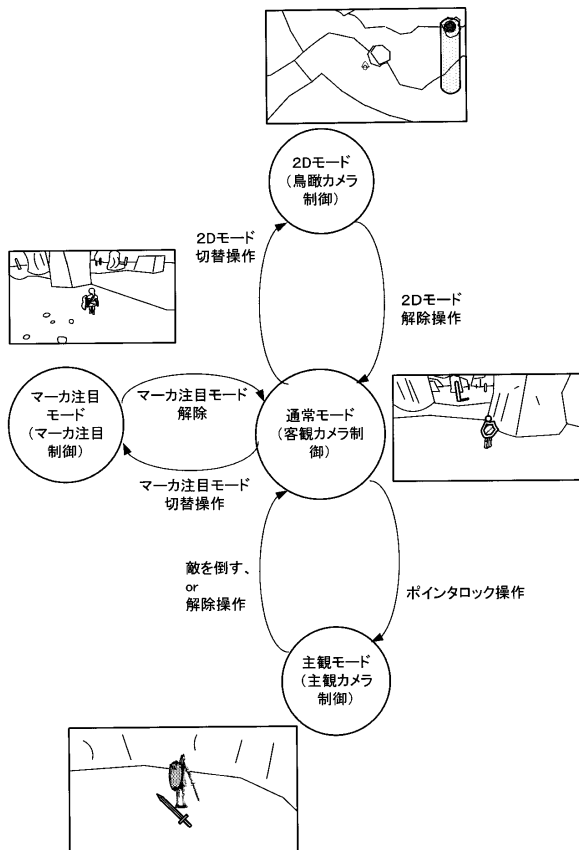 2Dモード
(鳥瞰カメラ
制御)
2Dモード
切替操作
2Dモード
解除操作
マーカ注目
モード
(マーカ注目
制御)
マーカ注目モード
解除
通常モード
(客観カメラ制
御)
マーカ注目モード
切替操作
敵を倒す、
or
解除操作
ポインタロック操作
主観モード
(主観カメラ
制御)